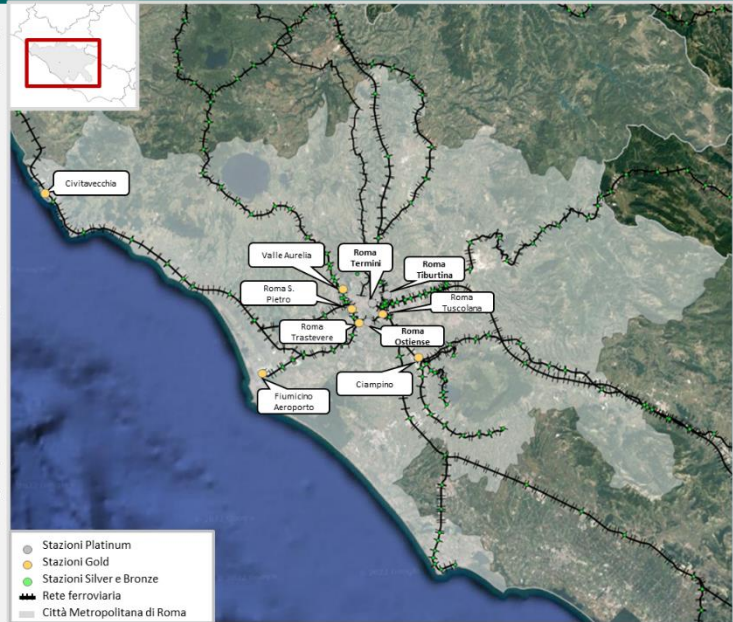 Civitavecchia
Valle Aurelia
Roma
Termini
Roma
Tiburtina
Roma S.
Pietro
Roma
Tuscolana
Roma
Trastevere
Roma
Ostiense
Ciampino
Fiumicino
Aeroporto
Stazioni Platinum
Stazioni Gold
Stazioni Silver e Bronze
Rete ferroviaria
Città Metropolitana di Roma